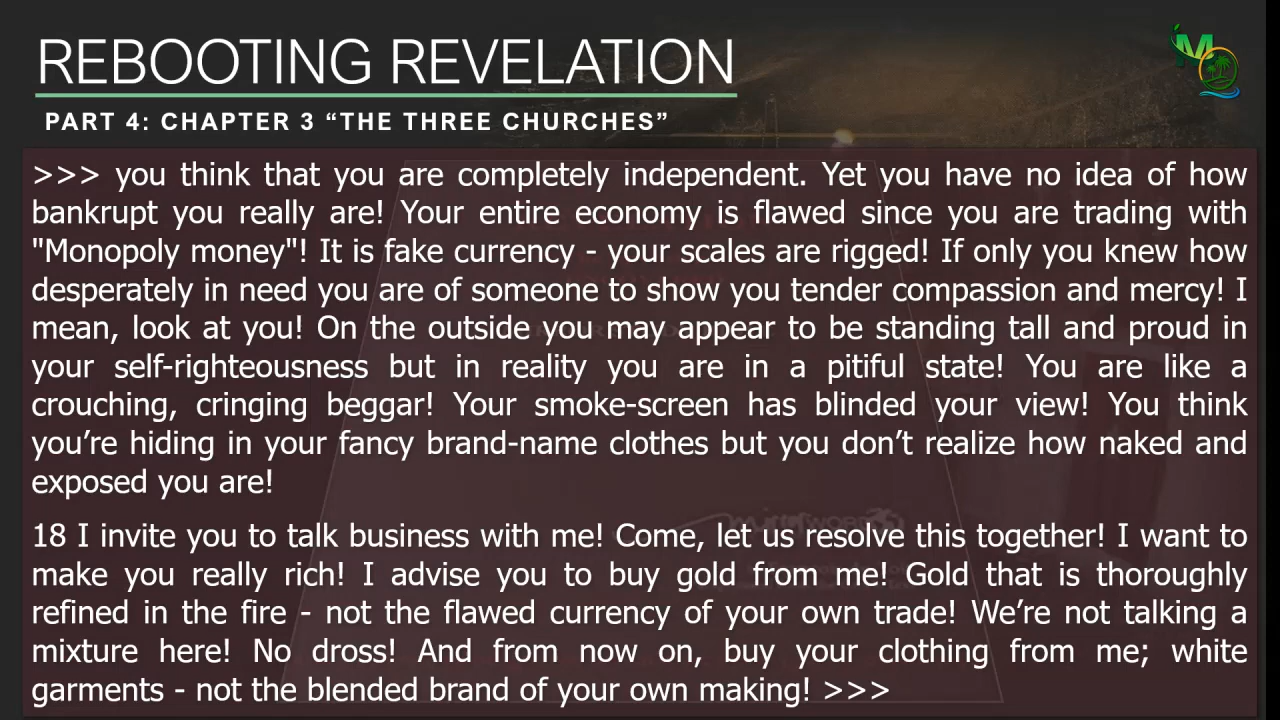 REBOOTING REVELATION
PART 4: CHAPTER 3 “THE THREE CHURCHES”
>>> you think that you are completely independent. Yet you have no idea of how
bankrupt you really are! Your entire economy is flawed since you are trading with
"Monopoly money"! It is fake currency - your scales are rigged! If only you knew how
desperately in need you are of someone to show you tender compassion and mercy! I
mean, look at you! On the outside you may appear to be standing tall and proud in
your self-righteousness but in reality you are in a pitiful state! You are like a
crouching, cringing beggar! Your smoke-screen has blinded your view! You think
you’re hiding in your fancy brand-name clothes but you don’t realize how naked and
exposed you are!
18 I invite you to talk business with me! Come, let us resolve this together! I want to
make you really rich! I advise you to buy gold from me! Gold that is thoroughly
refined in the fire - not the flawed currency of your own trade! We’re not talking a
mixture here! No dross! And from now on, buy your clothing from me; white
garments - not the blended brand of your own making! >>>